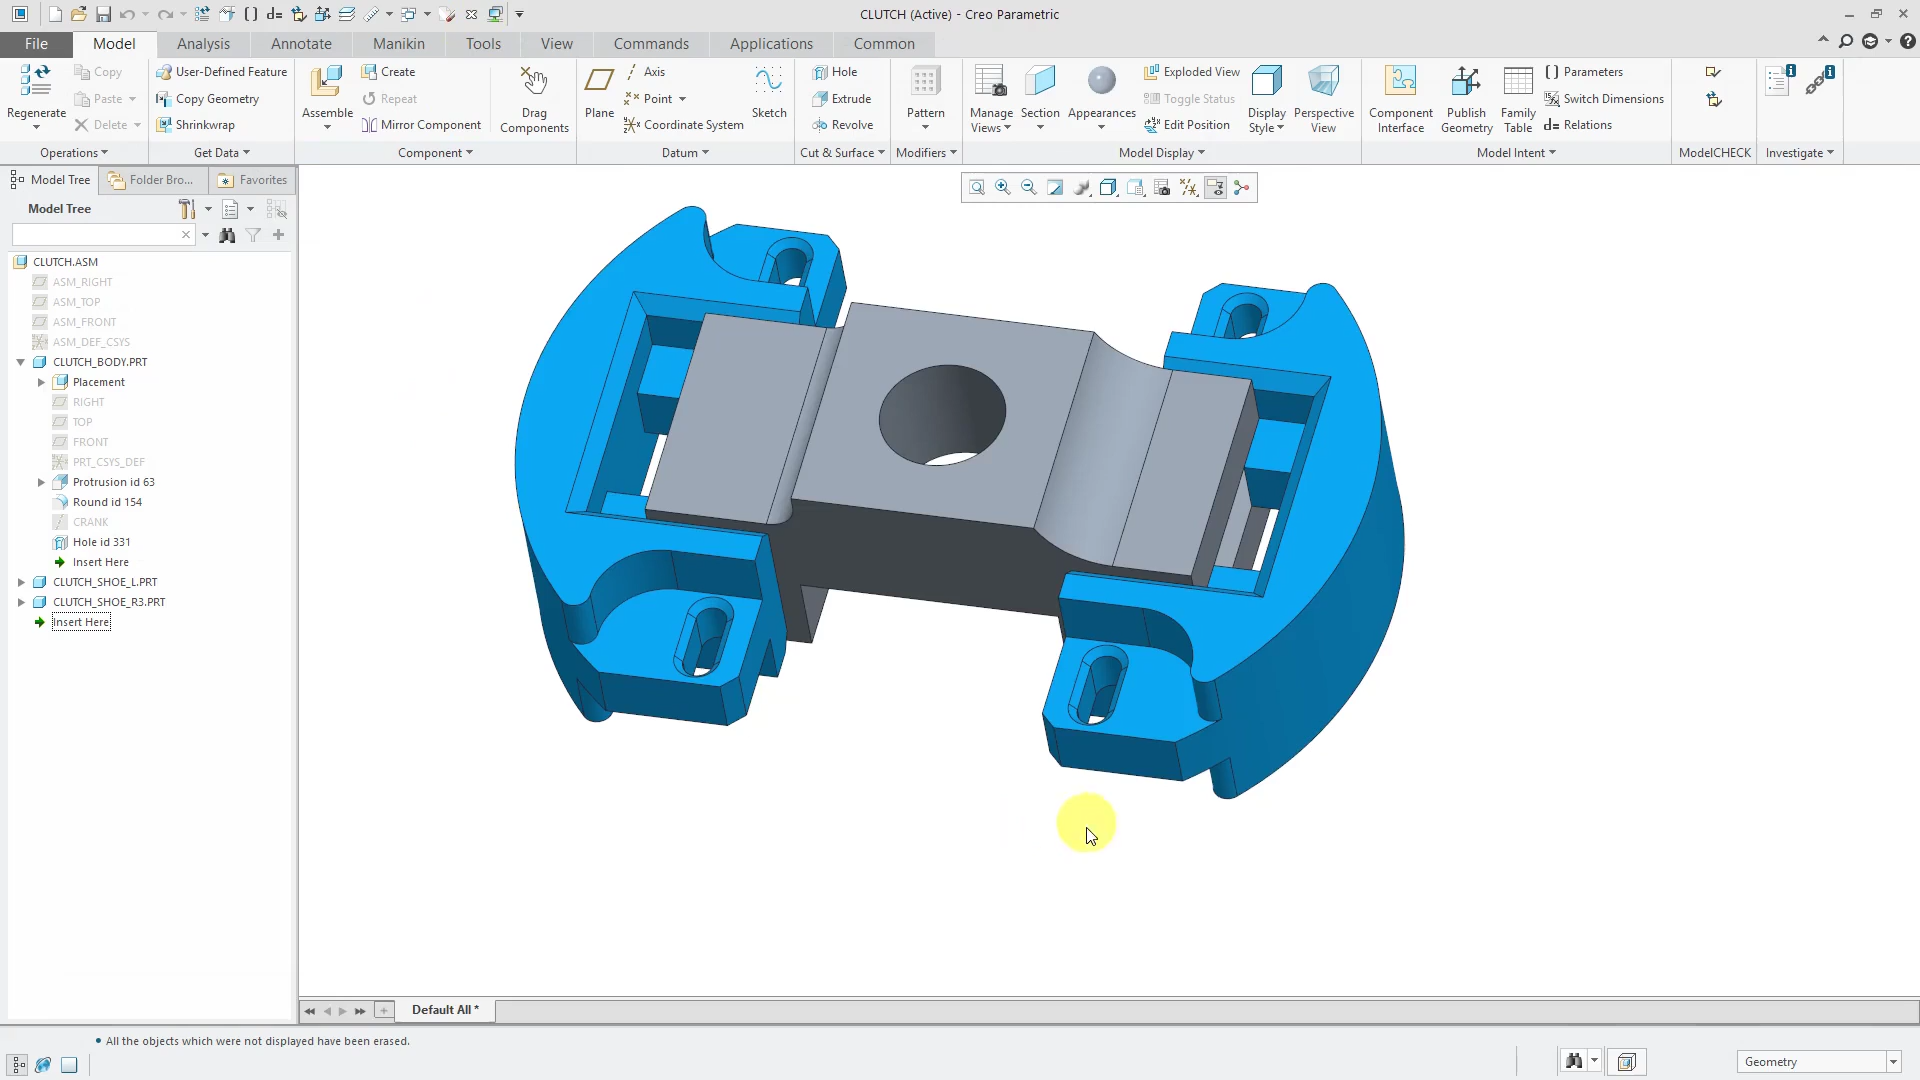 CLUTCH (Active) - Creo Parametric
File Model Analysis Annotate Manikin Tools View Commands Applications Common
Regenerate
Copy
Paste
Delete
Operations
User-Defined Feature
Copy Geometry
Shrinkwrap
Get Data
Assemble
Create
Repeat
Mirror Component
Drag Components
Component
Plane
Axis
Point
Coordinate System
Sketch
Datum
Hole
Extrude
Revolve
Cut & Surface
Pattern
Modifiers
Manage Views
Section
Appearances
Exploded View
Toggle Status
Edit Position
Display Style
Perspective View
Model Display
Component Interface
Publish Geometry
Family Table
Parameters
Switch Dimensions
Relations
Model Intent
ModelCHECK
Investigate
Model Tree Folder Bro... Favorites
Model Tree
CLUTCH.ASM
ASM_RIGHT
ASM_TOP
ASM_FRONT
ASM_DEF_CSYS
CLUTCH_BODY.PRT
Placement
RIGHT
TOP
FRONT
PRT_CSYS_DEF
Protrusion id 63
Round id 154
CRANK
Hole id 331
Insert Here
CLUTCH_SHOE_L.PRT
CLUTCH_SHOE_R3.PRT
Insert Here
Default All *
• All the objects which were not displayed have been erased.
Geometry